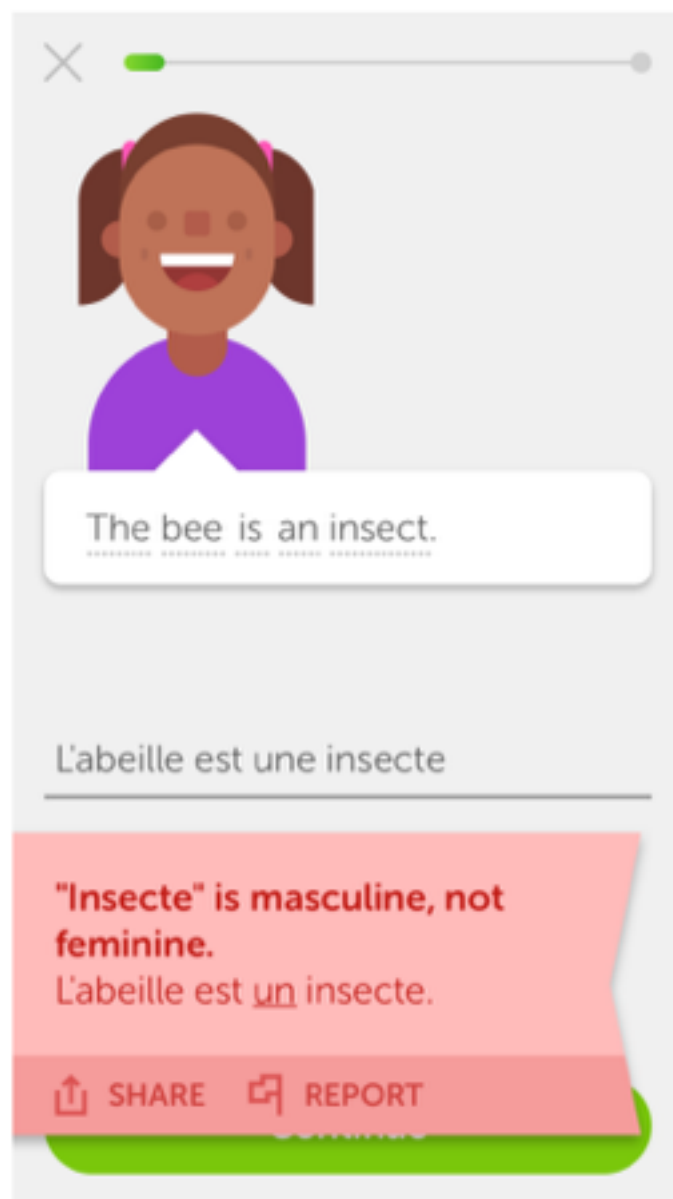 The bee is an insect.
L'abeille est une insecte
"Insecte" is masculine, not
feminine.
L'abeille est un insecte.
SHARE REPORT